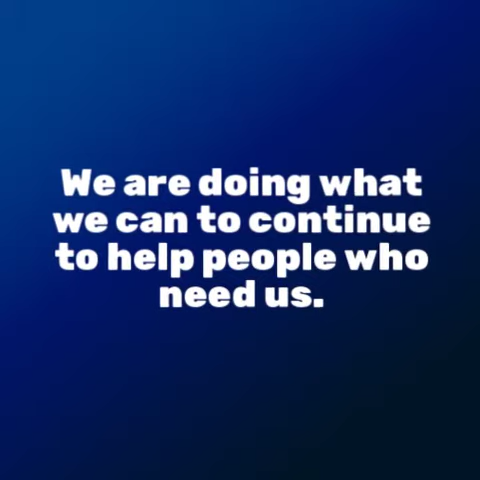 We are doing what
we can to continue
to help people who
need us.